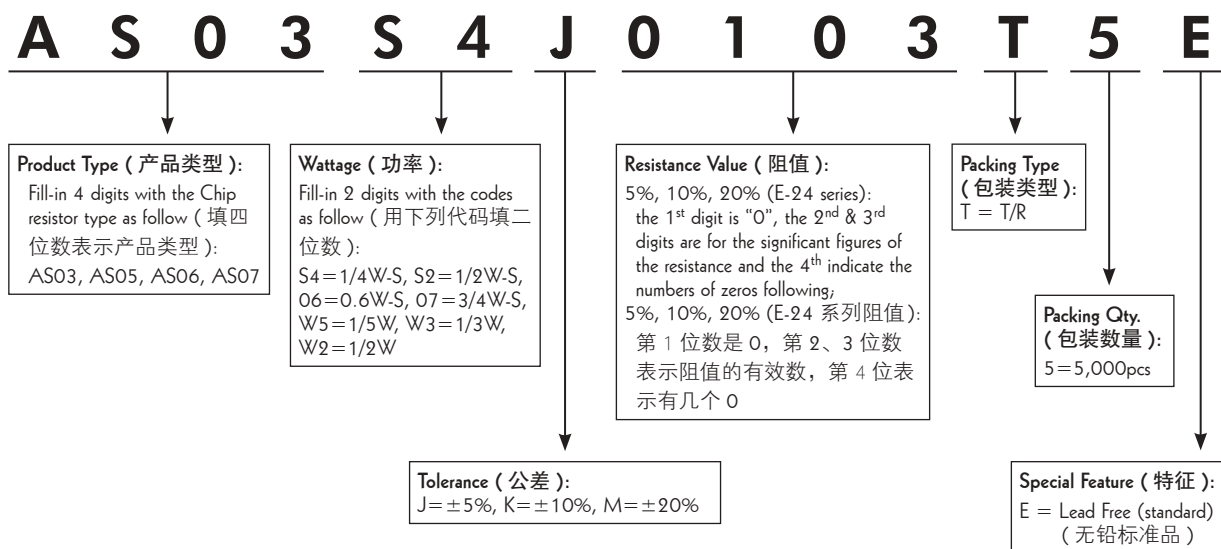 A S 0 3 S 4 J 0 1 0 3 T 5 E
Product Type ( 产品类型 ):
Fill-in 4 digits with the Chip
resistor type as follow ( 填四
位数表示产品类型 ):
AS03, AS05, AS06, AS07
Wattage ( 功率 ):
Fill-in 2 digits with the codes
as follow ( 用下列代码填二
位数 ):
S4=1/4W-S, S2=1/2W-S,
06=0.6W-S, 07=3/4W-S,
W5=1/5W, W3=1/3W,
W2=1/2W
Resistance Value ( 阻值 ):
5%, 10%, 20% (E-24 series):
the 1st digit is “0”, the 2nd & 3rd
digits are for the significant figures of
the resistance and the 4th indicate the
numbers of zeros following;
5%, 10%, 20% (E-24 系列阻值):
第 1 位数是 0，第 2、3 位数
表示阻值的有效数，第 4 位表
示有几个 0
Packing Type
( 包装类型 ):
T = T/R
Packing Qty.
( 包装数量 ):
5=5,000pcs
Tolerance ( 公差 ):
J=±5%, K=±10%, M=±20%
Special Feature ( 特征 ):
E = Lead Free (standard)
( 无铅标准品 )